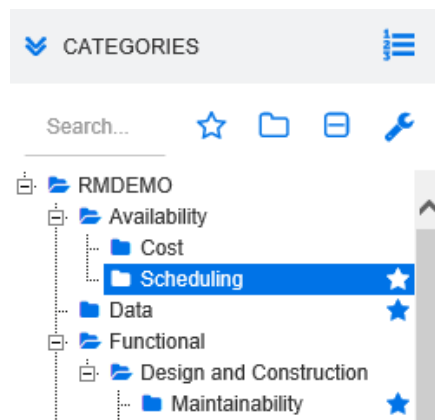 CATEGORIES
Search...
RMDEMO
Availability
Cost
Scheduling
Data
Functional
Design and Construction
Maintainability